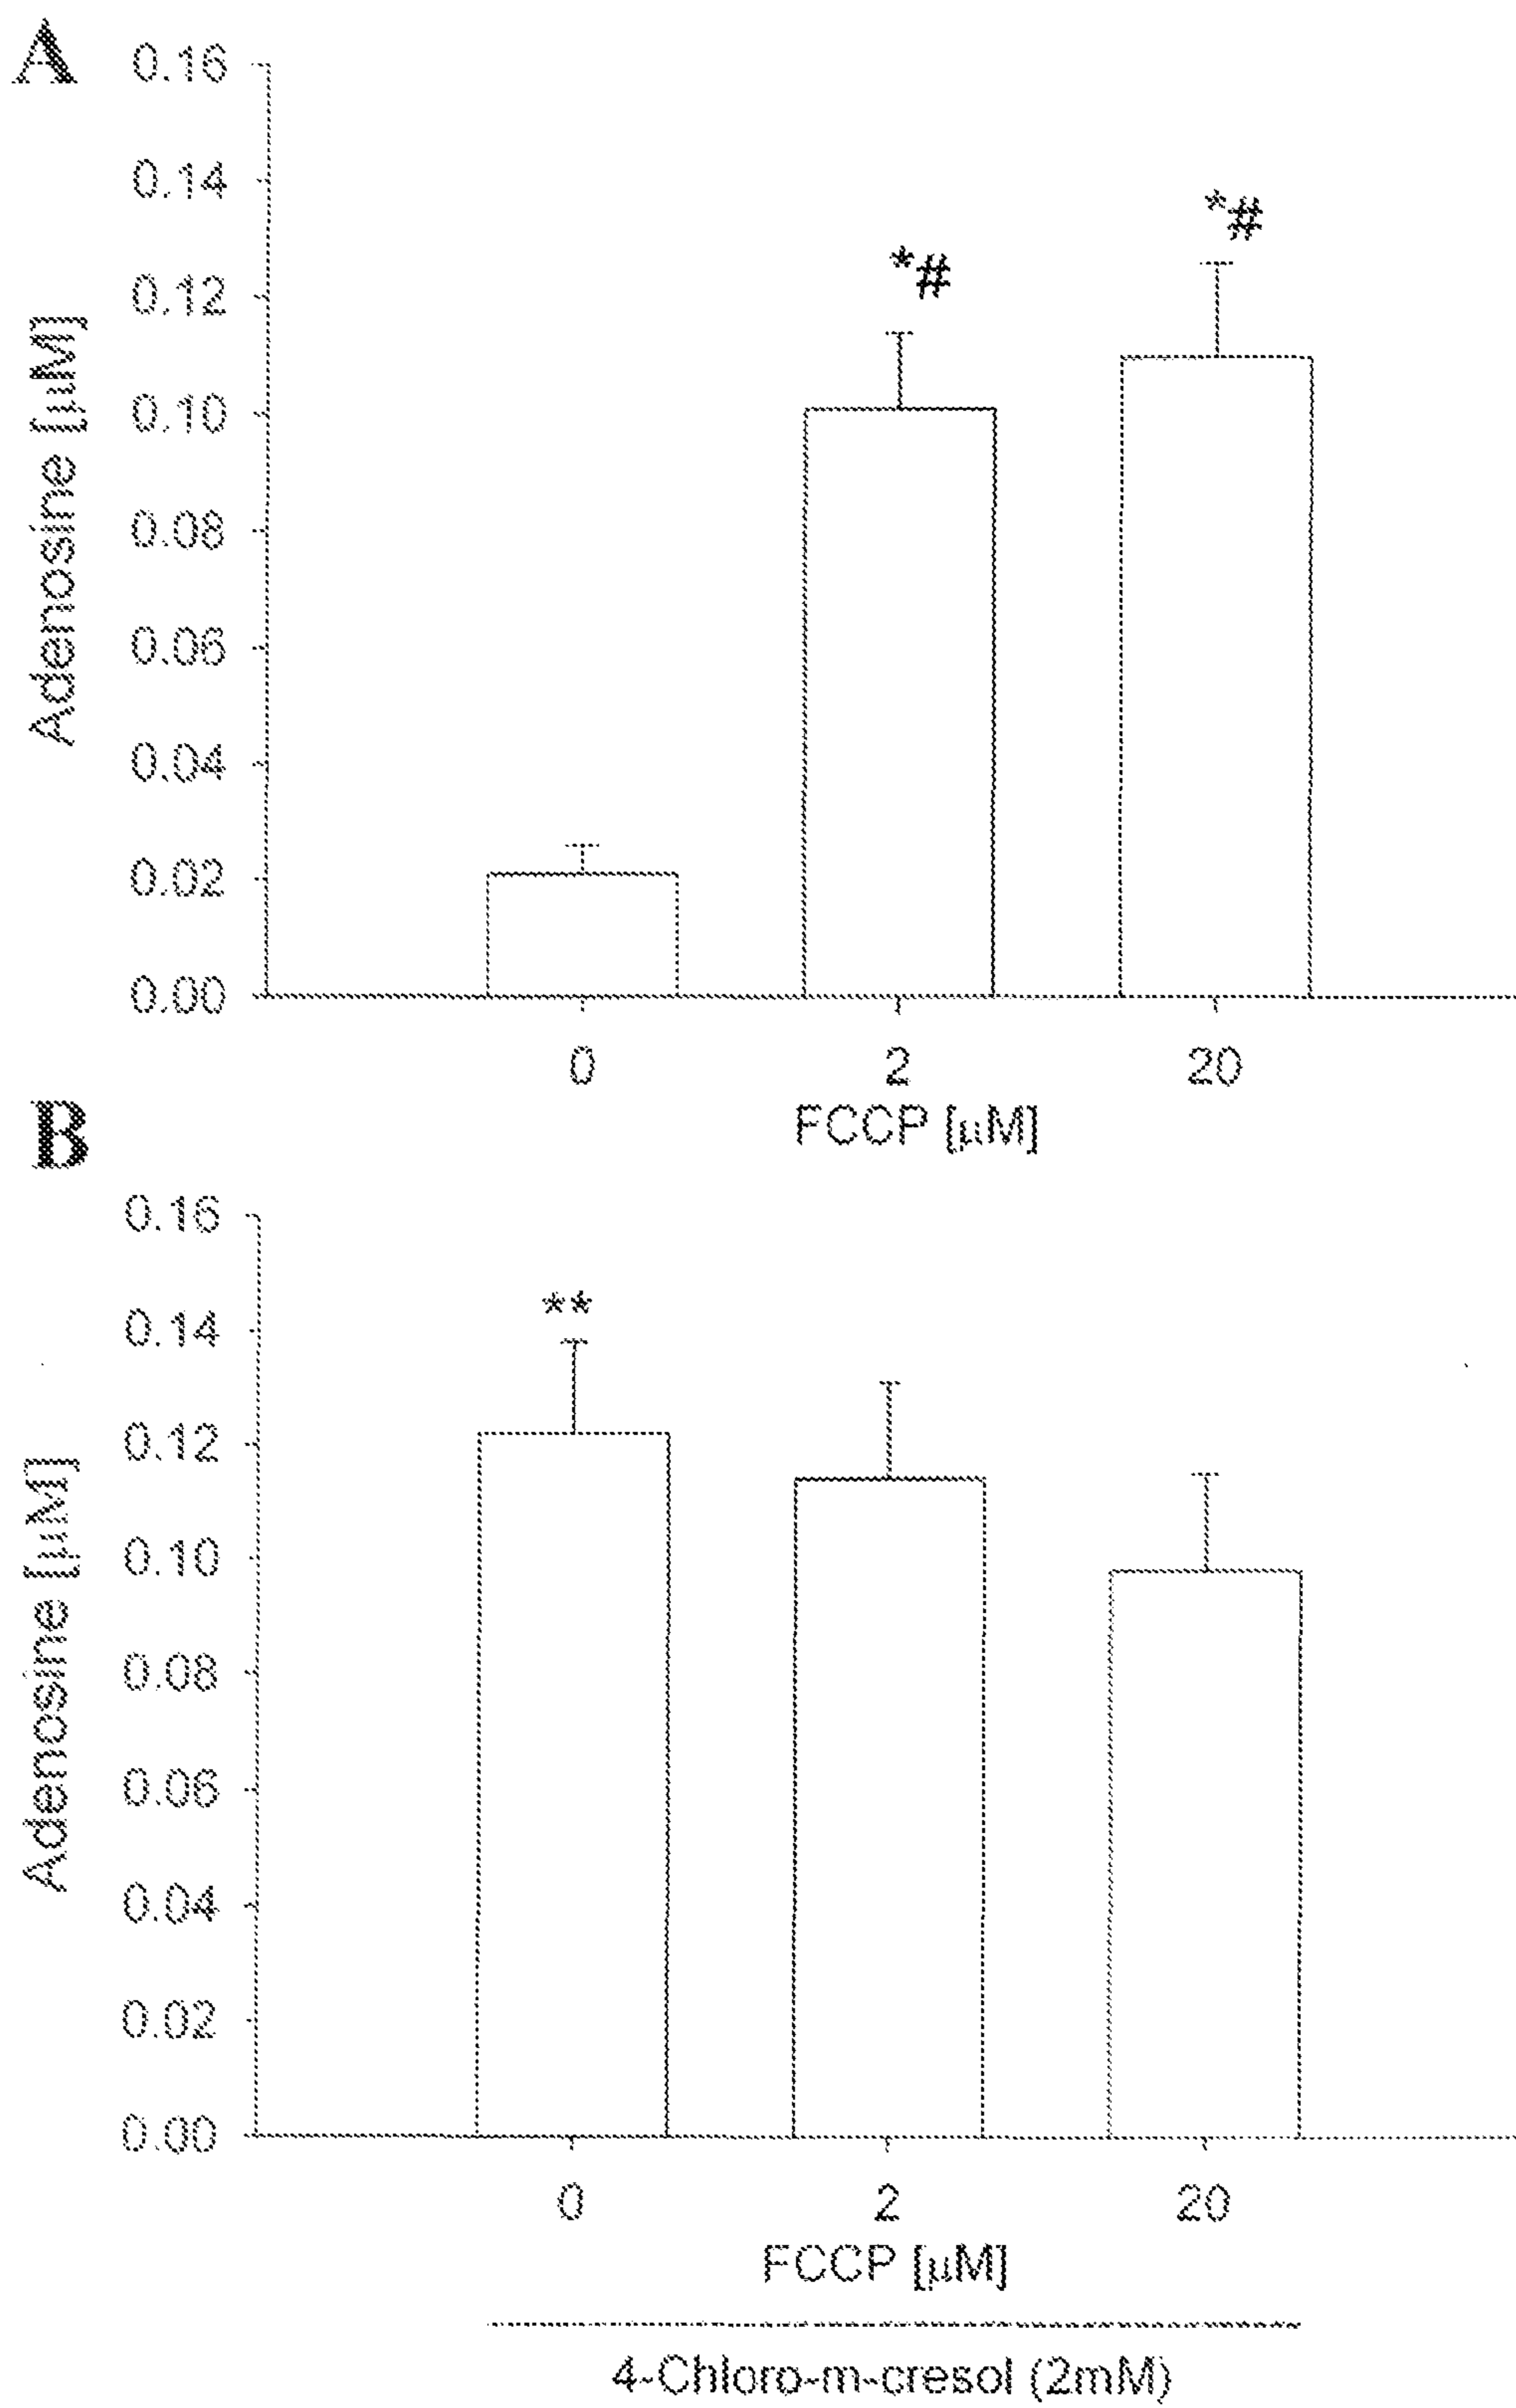 A
0.16
0.14
*#
*#
0.12
0.10
0.08
0.06
0.04
0.02
0.00
Adenosine [µM]
0 2 20
FCCP [µM]
B
0.16
**
0.14
0.12
0.10
0.08
0.06
0.04
0.02
0.00
Adenosine [µM]
0 2 20
FCCP [µM]
4-Chloro-m-cresol (2mM)